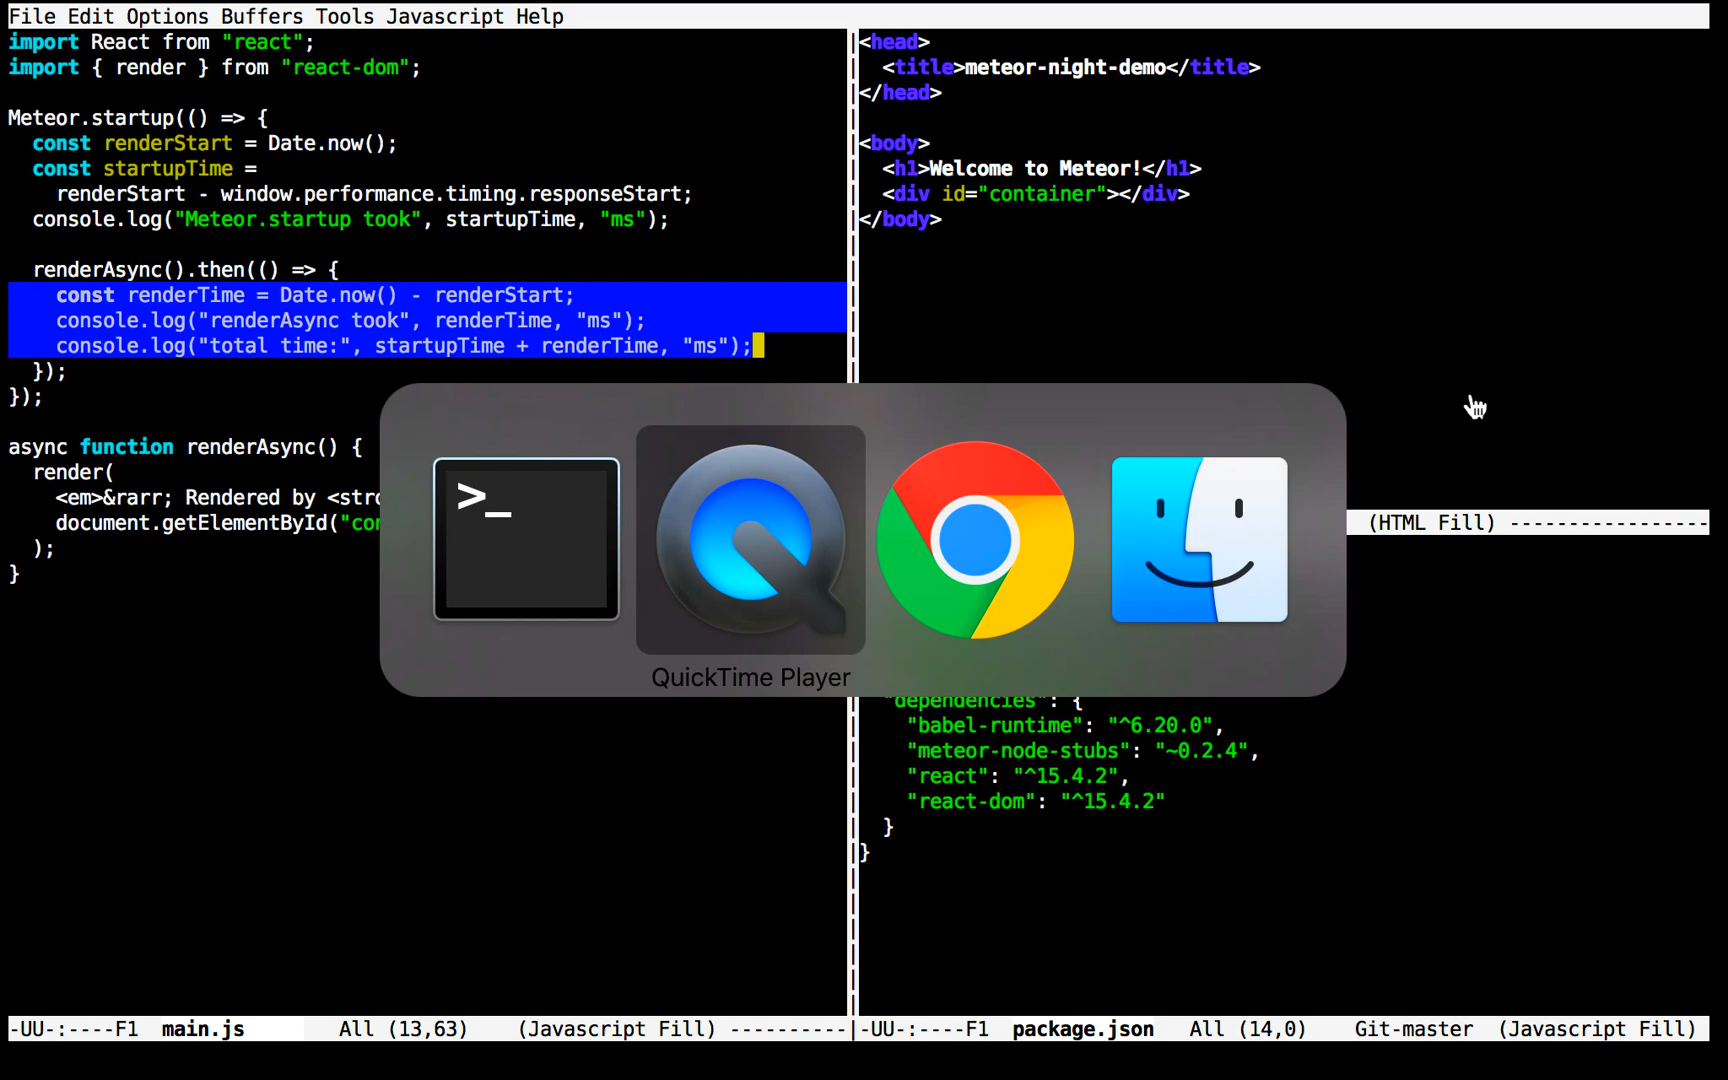 File Edit Options Buffers Tools Javascript Help
import React from "react";
import { render } from "react-dom";
Meteor.startup(() => {
const renderStart = Date.now();
const startupTime =
renderStart - window.performance.timing.responseStart;
console.log("Meteor.startup took", startupTime, "ms");
renderAsync().then(() => {
const renderTime = Date.now() - renderStart;
console.log("renderAsync took", renderTime, "ms");
console.log("total time:", startupTime + renderTime, "ms");
});
});
async function renderAsync() {
render(
<em>&rarr; Rendered by <stro
document.getElementById("con
);
}
-UU-:----F1 main.js All (13,63) (Javascript Fill) ----------
<head>
<title>meteor-night-demo</title>
</head>
<body>
<h1>Welcome to Meteor!</h1>
<div id="container"></div>
</body>
(HTML Fill) -----------------
"dependencies": {
"babel-runtime": "^6.20.0",
"meteor-node-stubs": "~0.2.4",
"react": "^15.4.2",
"react-dom": "^15.4.2"
}
}
-UU-:----F1 package.json All (14,0) Git-master (Javascript Fill)
>_
QuickTime Player